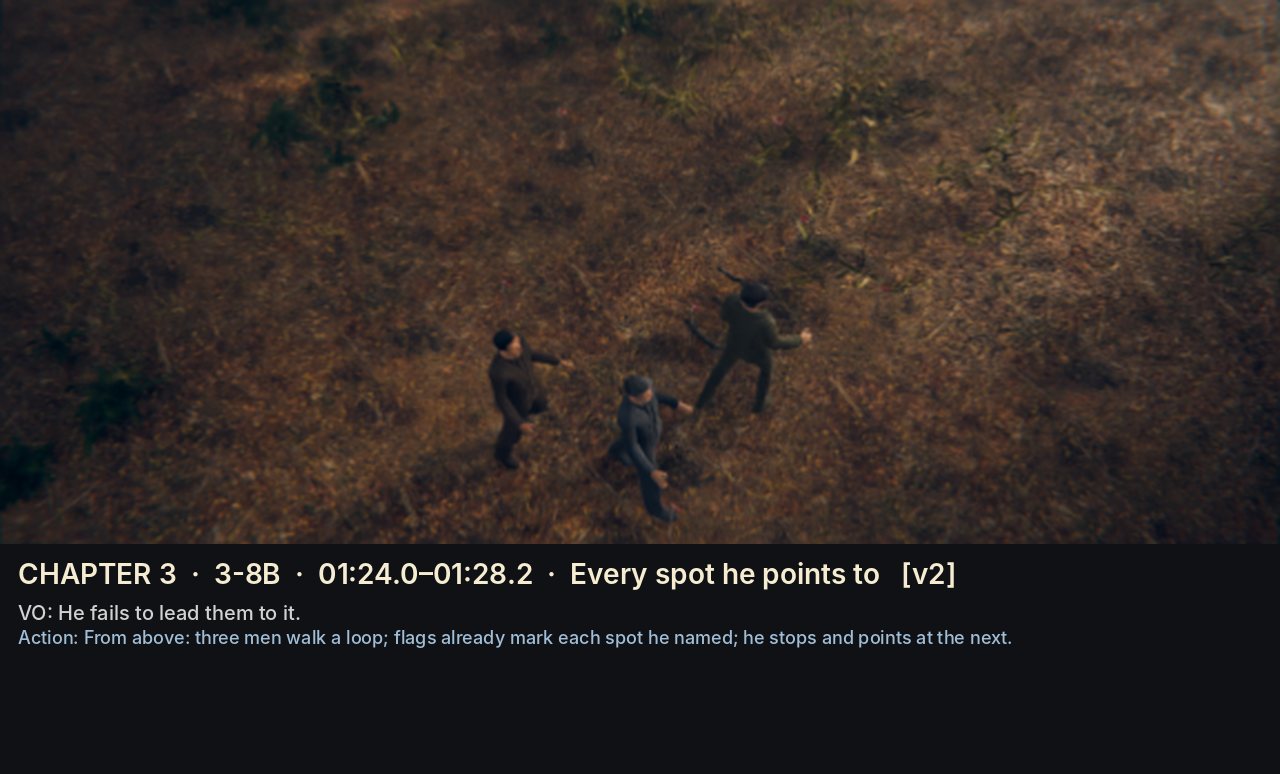 CHAPTER 3 · 3-8B · 01:24.0–01:28.2 · Every spot he points to [v2]
VO: He fails to lead them to it.
Action: From above: three men walk a loop; flags already mark each spot he named; he stops and points at the next.